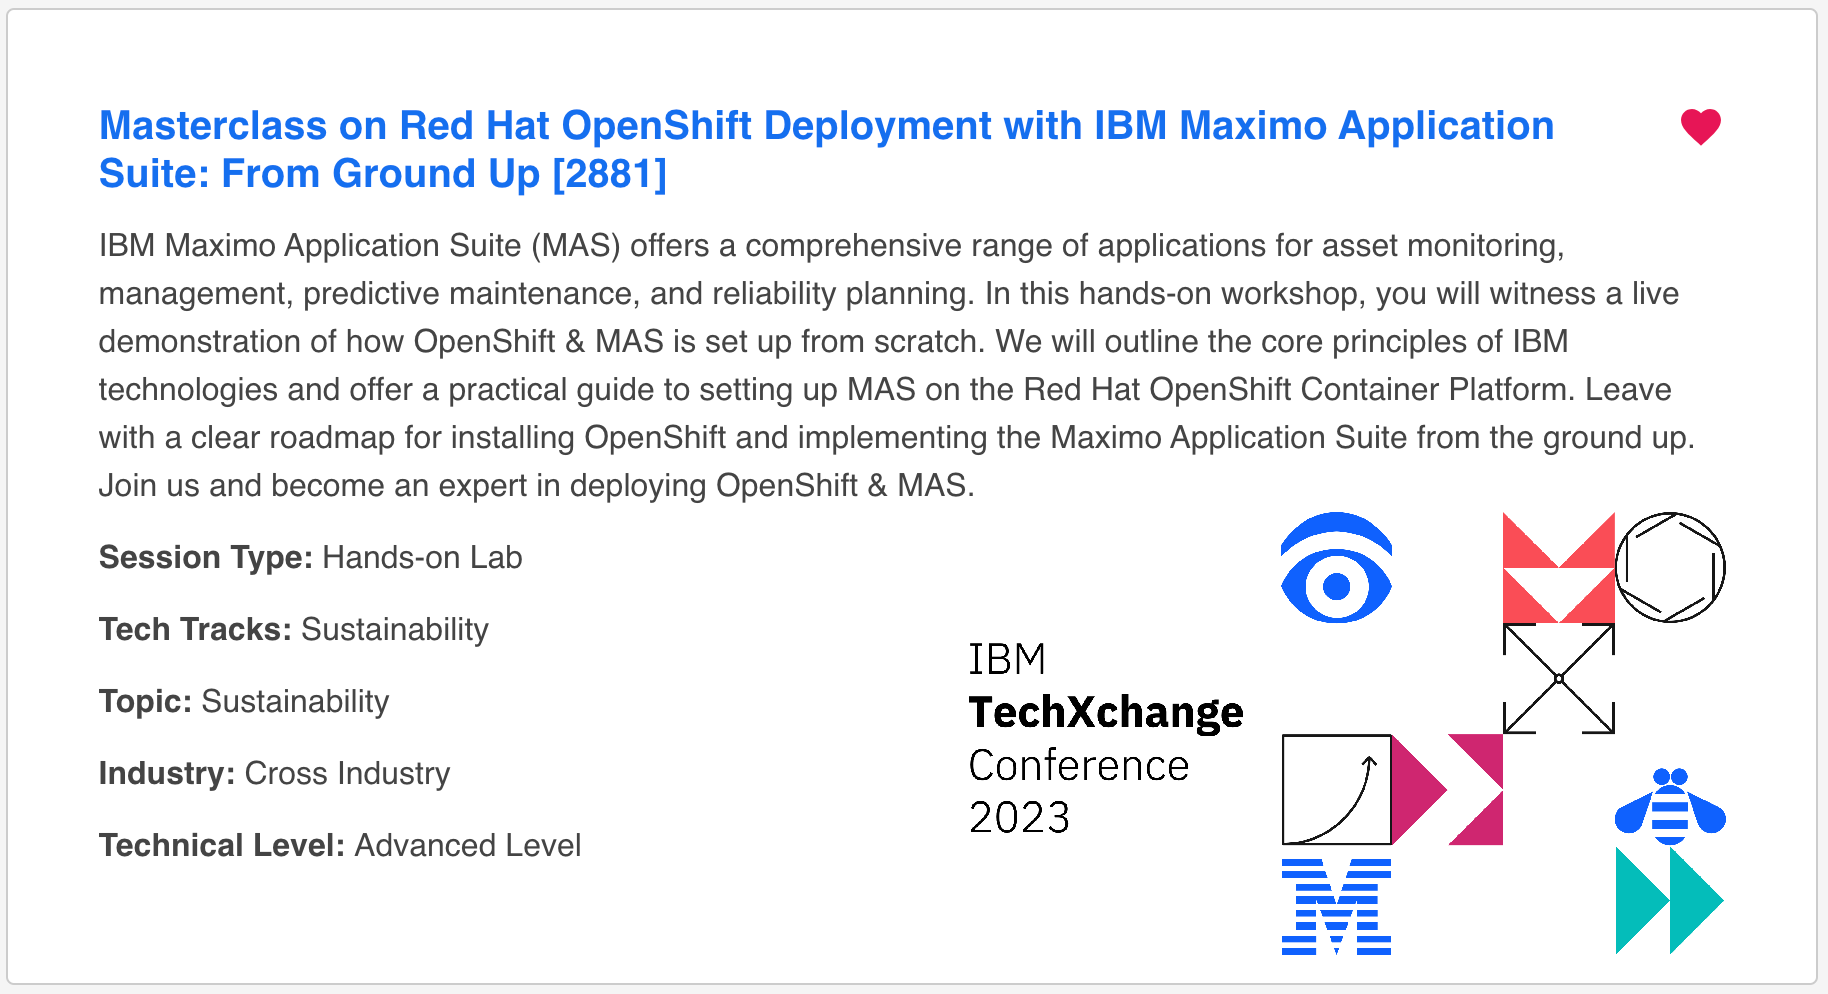 Masterclass on Red Hat OpenShift Deployment with IBM Maximo Application
Suite: From Ground Up [2881]
IBM Maximo Application Suite (MAS) offers a comprehensive range of applications for asset monitoring,
management, predictive maintenance, and reliability planning. In this hands-on workshop, you will witness a live
demonstration of how OpenShift & MAS is set up from scratch. We will outline the core principles of IBM
technologies and offer a practical guide to setting up MAS on the Red Hat OpenShift Container Platform. Leave
with a clear roadmap for installing OpenShift and implementing the Maximo Application Suite from the ground up.
Join us and become an expert in deploying OpenShift & MAS.
Session Type: Hands-on Lab
Tech Tracks: Sustainability
Topic: Sustainability
Industry: Cross Industry
Technical Level: Advanced Level
IBM
TechXchange
Conference
2023
M